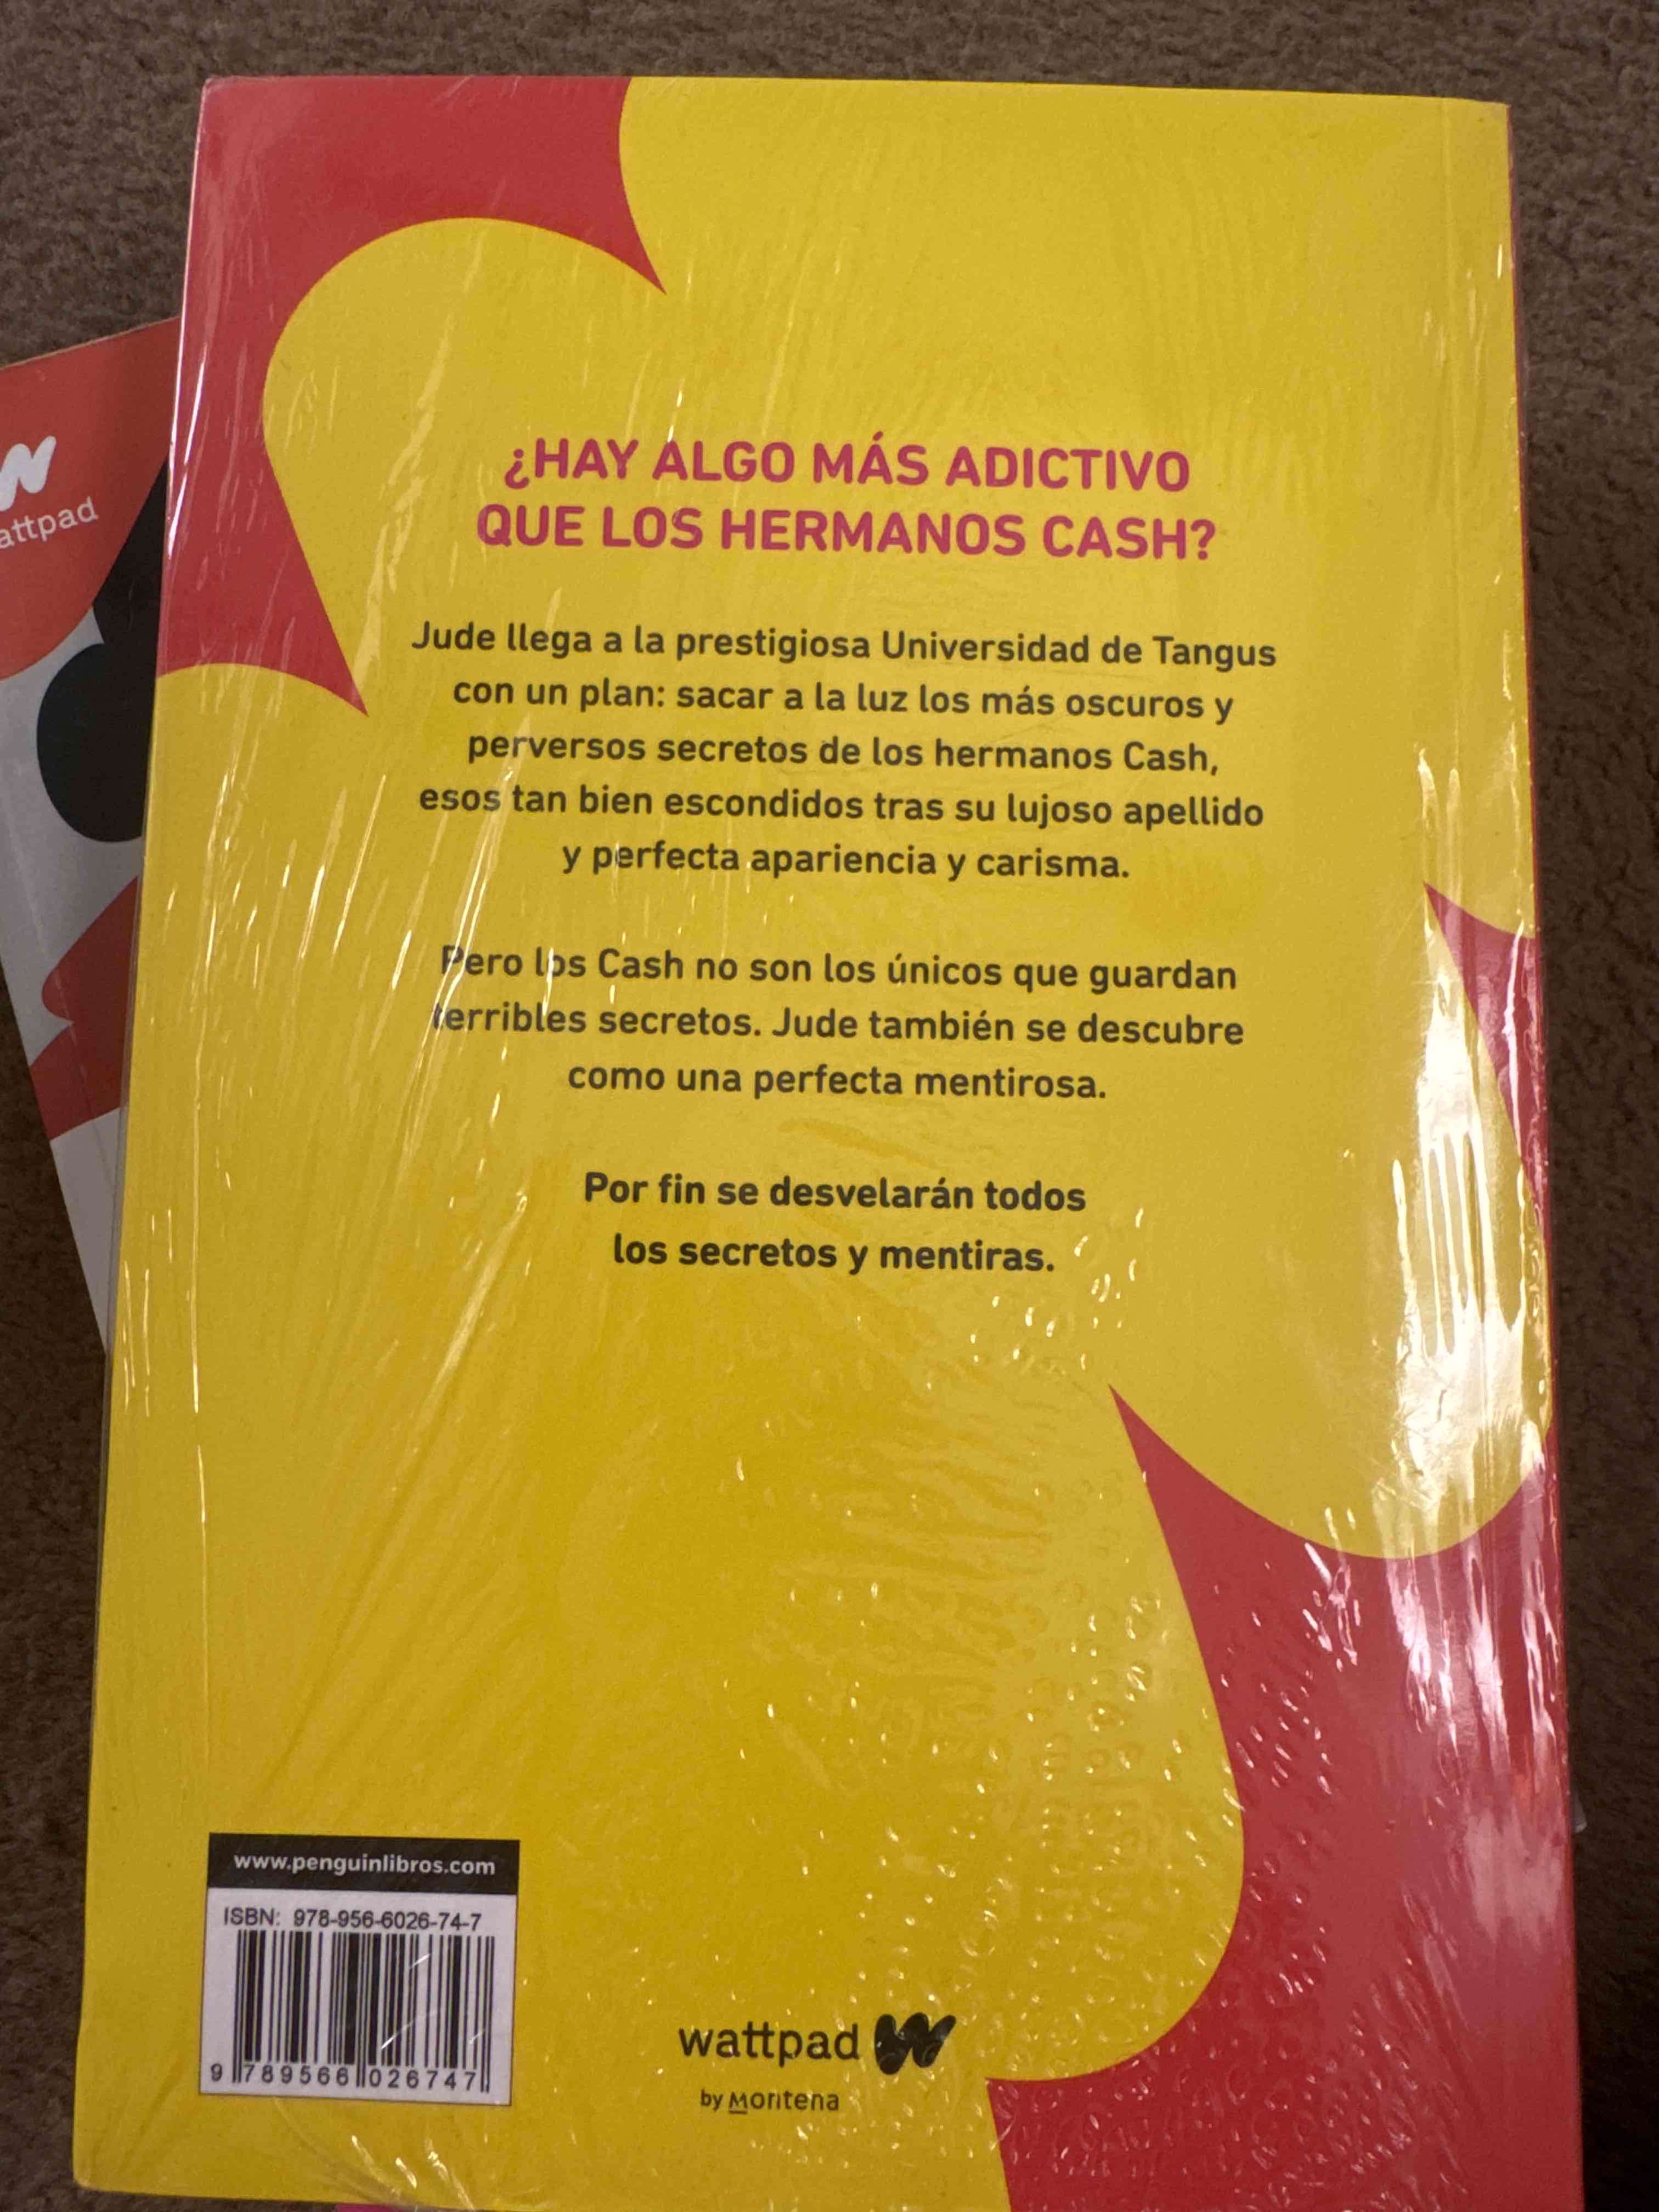 ¿HAY ALGO MÁS ADICTIVO
QUE LOS HERMANOS CASH?
Jude llega a la prestigiosa Universidad de Tangus
con un plan: sacar a la luz los más oscuros y
perversos secretos de los hermanos Cash,
esos tan bien escondidos tras su lujoso apellido
y perfecta apariencia y carisma.
Pero los Cash no son los únicos que guardan
terribles secretos. Jude también se descubre
como una perfecta mentirosa.
Por fin se desvelarán todos
los secretos y mentiras.
www.penguinlibros.com
ISBN: 978-956-6026-74-7
9 789566 026747
wattpad
by Montena
attpad